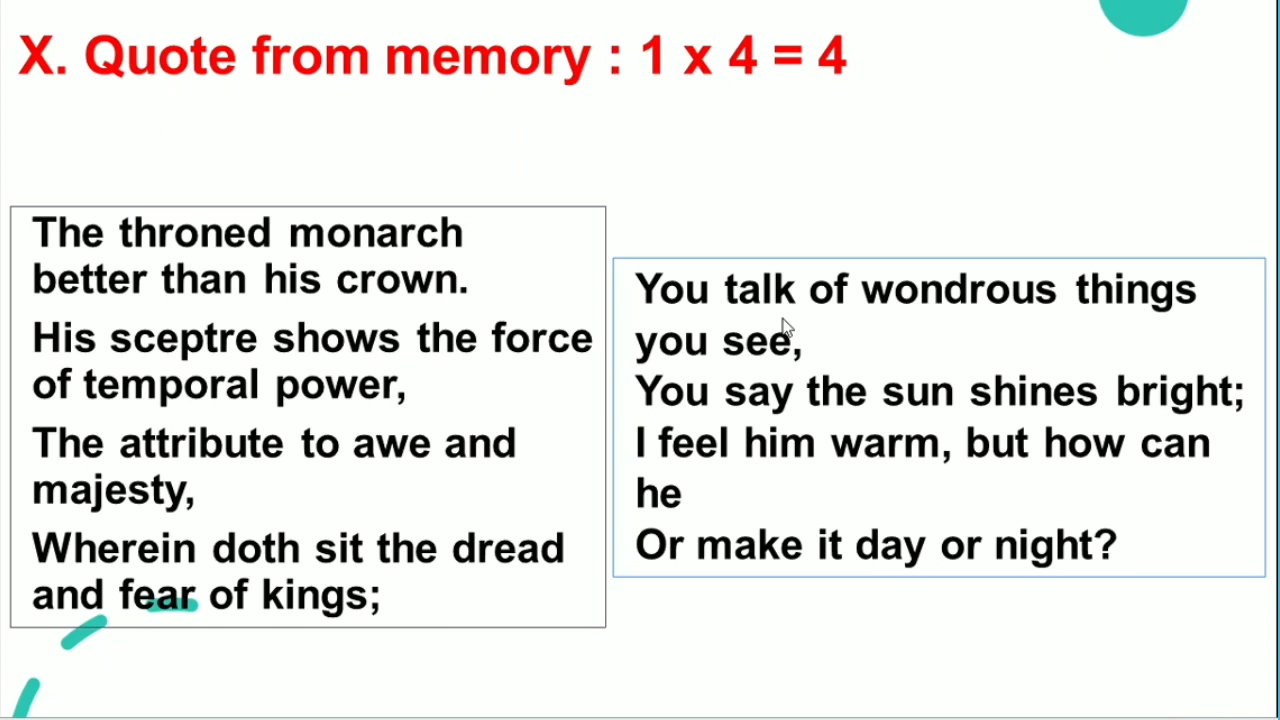 X. Quote from memory : 1 x 4 = 4
The throned monarch
better than his crown.
His sceptre shows the force
of temporal power,
The attribute to awe and
majesty,
Wherein doth sit the dread
and fear of kings;
You talk of wondrous things
you see,
You say the sun shines bright;
I feel him warm, but how can
he
Or make it day or night?